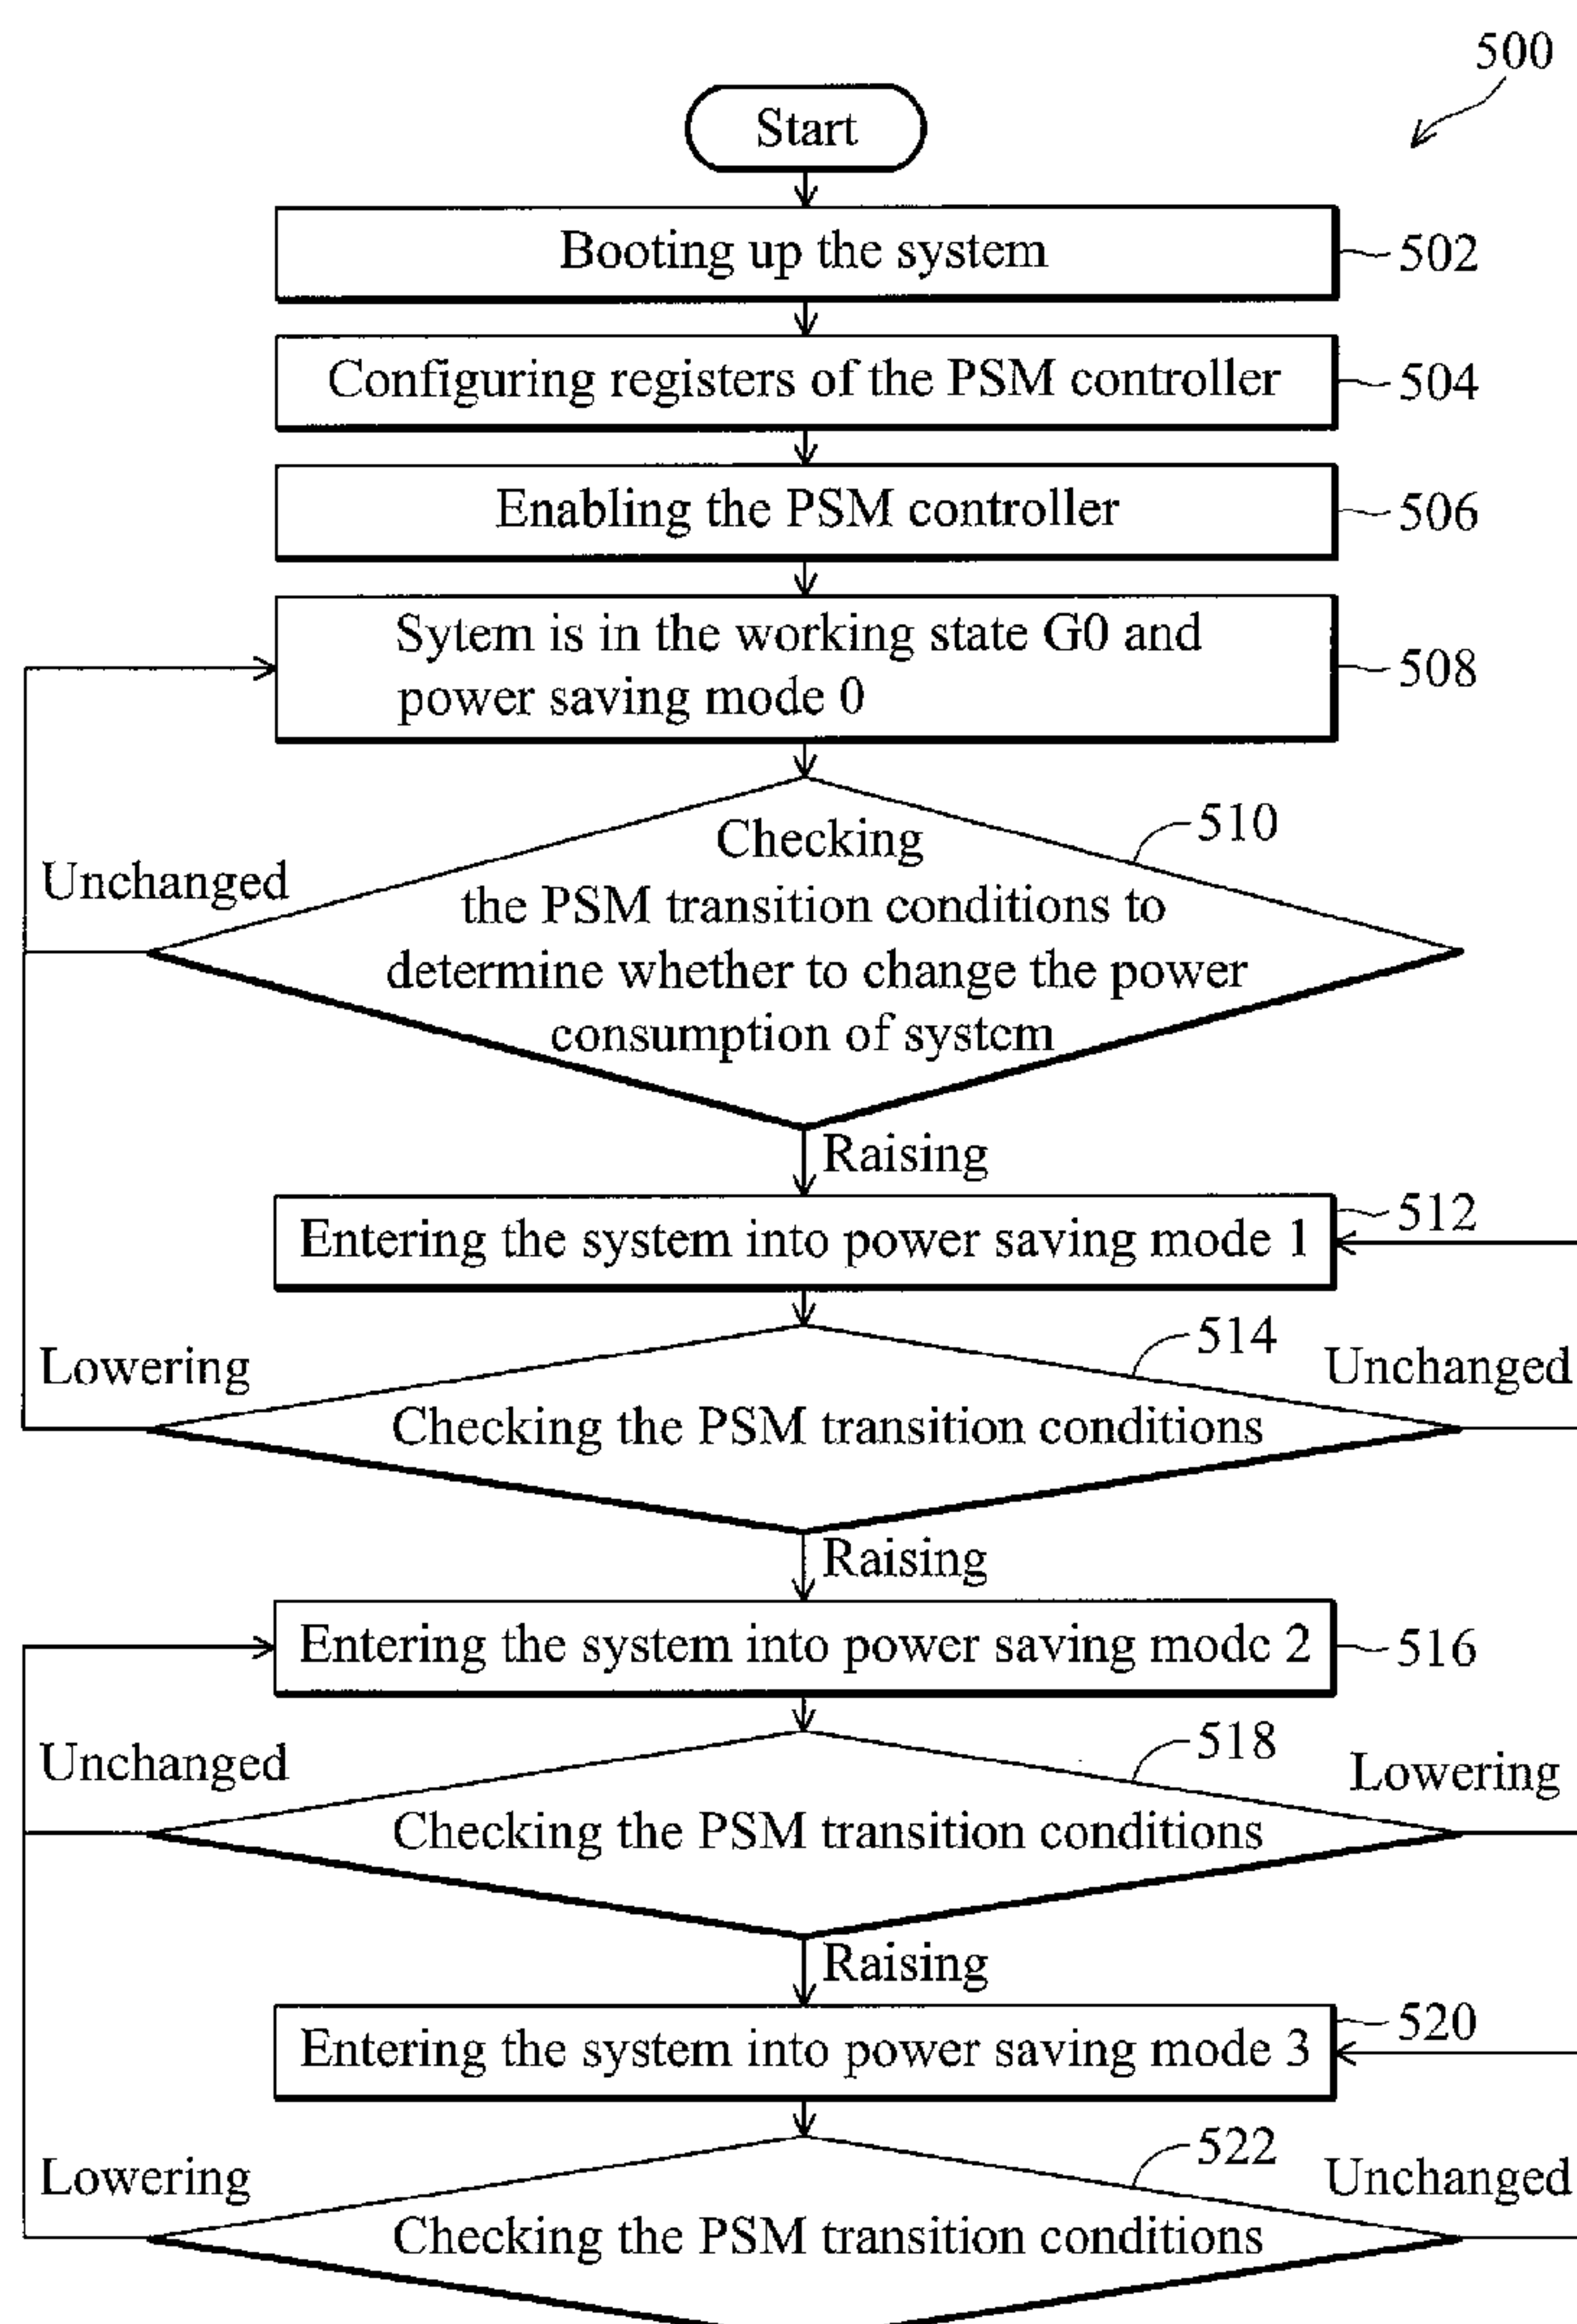 500
Start
Booting up the system
502
Configuring registers of the PSM controller
504
Enabling the PSM controller
506
Sytem is in the working state G0 and
power saving mode 0
508
510
Unchanged
Checking
the PSM transition conditions to
determine whether to change the power
consumption of system
Raising
Entering the system into power saving mode 1
512
514
Lowering
Unchanged
Checking the PSM transition conditions
Raising
Entering the system into power saving mode 2
516
518
Unchanged
Lowering
Checking the PSM transition conditions
Raising
Entering the system into power saving mode 3
520
522
Lowering
Unchanged
Checking the PSM transition conditions